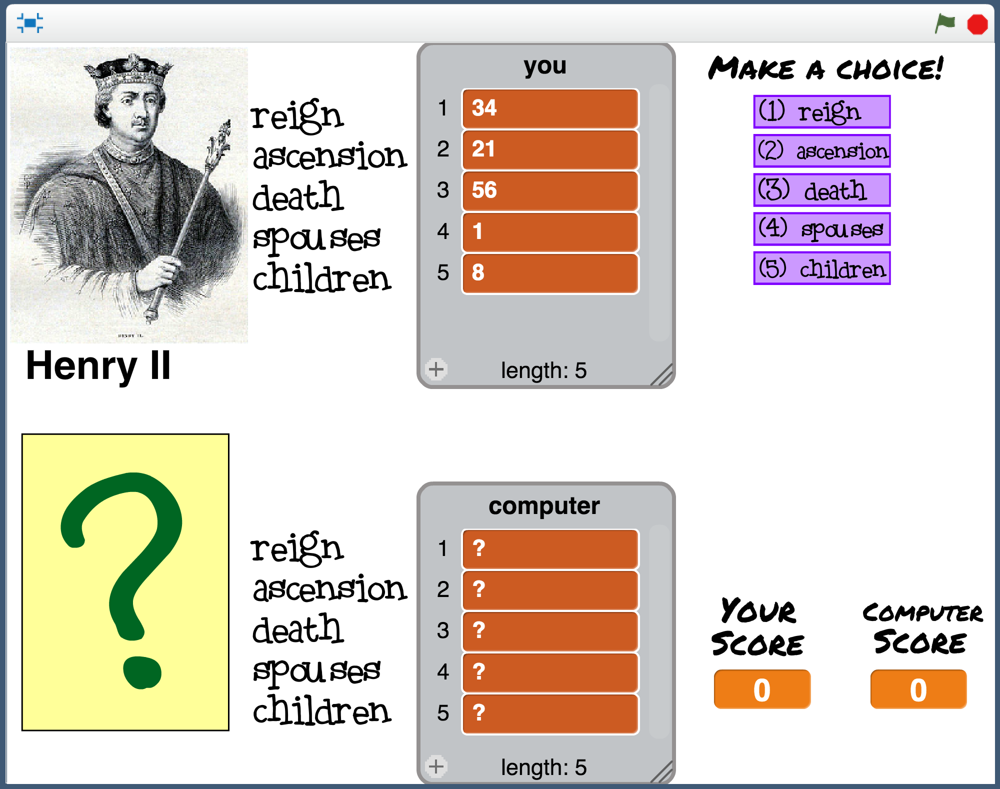 you
1 34
2 21
3 56
4 1
5 8
+ length: 5
reign
ascension
death
spouses
children
HENRY II.
Henry II
MAKE A CHOICE!
(1) reign
(2) ascension
(3) death
(4) spouses
(5) children
?
reign
ascension
death
spouses
children
computer
1 ?
2 ?
3 ?
4 ?
5 ?
+ length: 5
YOUR
SCORE
0
COMPUTER
SCORE
0